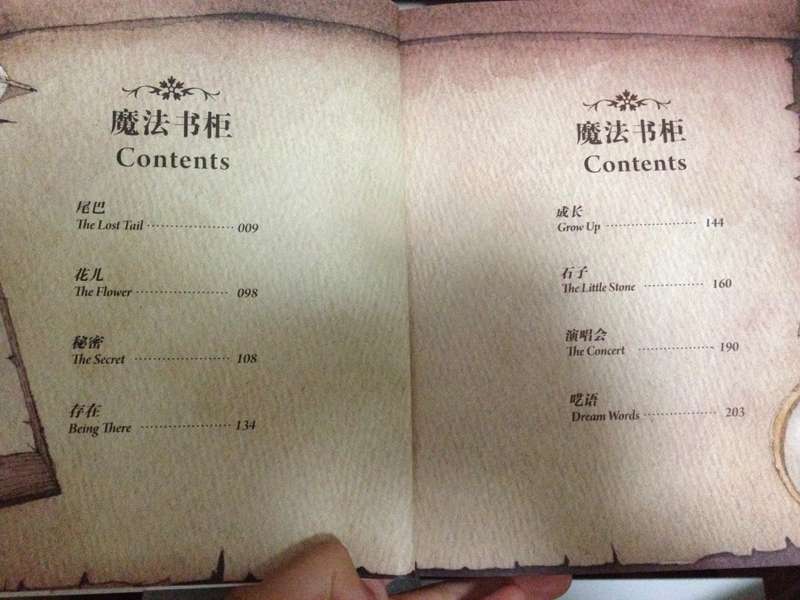 魔法书柜
Contents
尾巴
The Lost Tail 009
花儿
The Flower 098
秘密
The Secret 108
存在
Being There 134
魔法书柜
Contents
成长
Grow Up 144
石子
The Little Stone 160
演唱会
The Concert 190
呓语
Dream Words 203